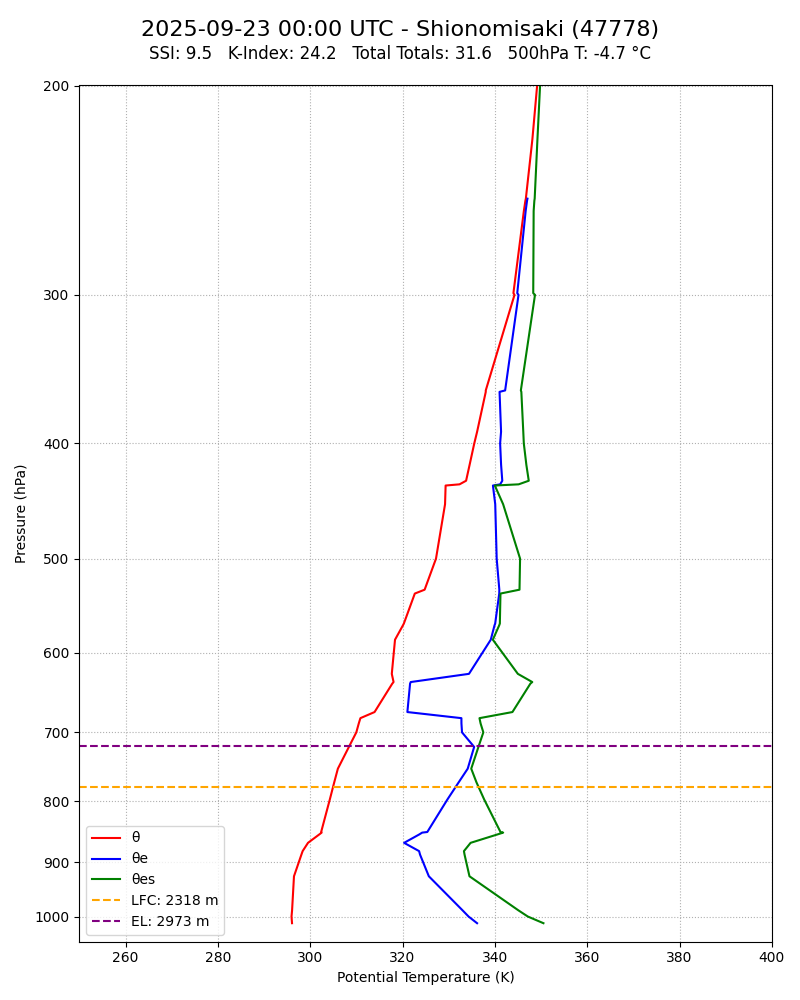 2025-09-23 00:00 UTC - Shionomisaki (47778)
SSI: 9.5   K-Index: 24.2   Total Totals: 31.6   500hPa T: -4.7 °C
200
300
400
500
600
700
800
900
1000
Pressure (hPa)
θ
θe
θes
LFC: 2318 m
EL: 2973 m
260 280 300 320 340 360 380 400
Potential Temperature (K)